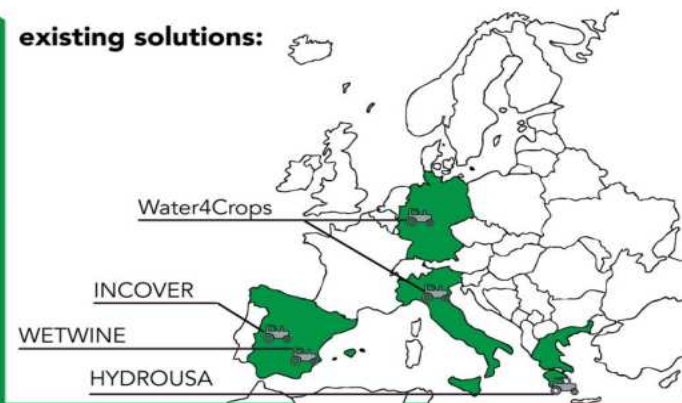 existing solutions:
Water4Crops
INCOVER
WETWINE
HYDROUSA